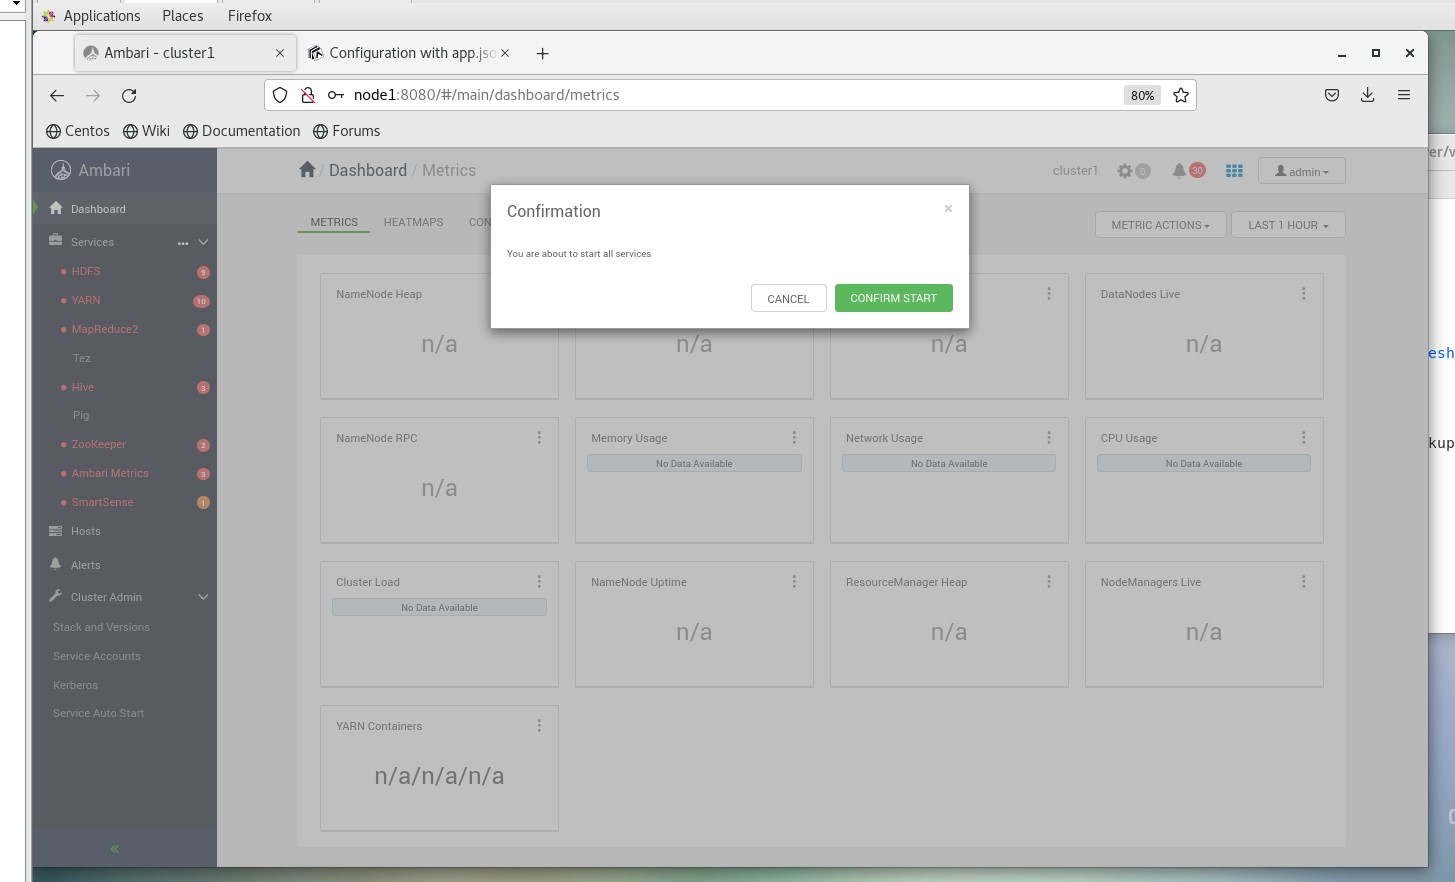 Applications Places Firefox
Ambari - cluster1
Configuration with app.jso
node1:8080/#/main/dashboard/metrics
80%
Centos Wiki Documentation Forums
Ambari
/ Dashboard / Metrics
cluster1
0
30
admin
Dashboard
METRICS HEATMAPS CON
METRIC ACTIONS
LAST 1 HOUR
Services
HDFS 9
YARN 10
MapReduce2 1
Tez
Hive 3
Pig
ZooKeeper 2
Ambari Metrics 3
SmartSense 1
Hosts
Alerts
Cluster Admin
Stack and Versions
Service Accounts
Kerberos
Service Auto Start
Confirmation
You are about to start all services
CANCEL
CONFIRM START
NameNode Heap
n/a
n/a
n/a
DataNodes Live
n/a
NameNode RPC
n/a
Memory Usage
No Data Available
Network Usage
No Data Available
CPU Usage
No Data Available
Cluster Load
No Data Available
NameNode Uptime
n/a
ResourceManager Heap
n/a
NodeManagers Live
n/a
YARN Containers
n/a/n/a/n/a
er/v
esh
kup